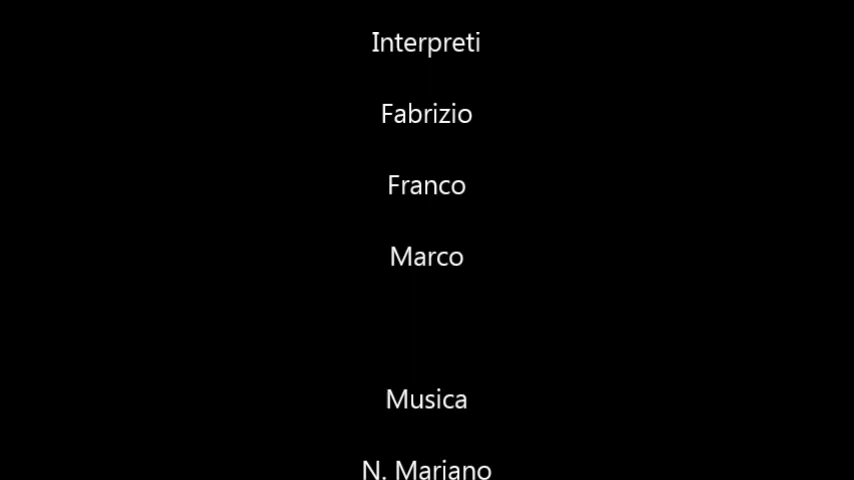 Interpreti
Fabrizio
Franco
Marco
Musica
N. Mariano